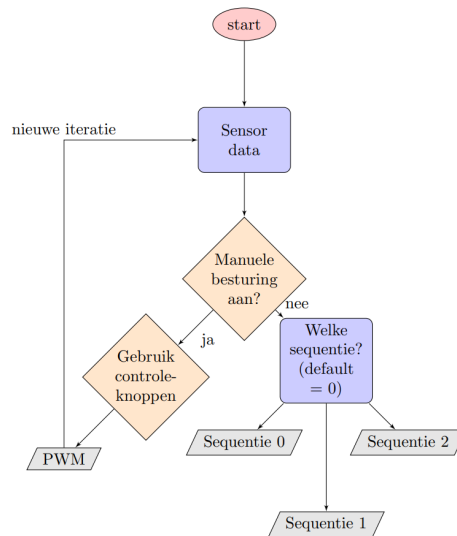 start
nieuwe iteratie
Sensor
data
Manuele
besturing
aan?
nee
ja
Welke
sequentie?
(default
= 0)
Gebruik
controle-
knoppen
Sequentie 0
Sequentie 2
PWM
Sequentie 1